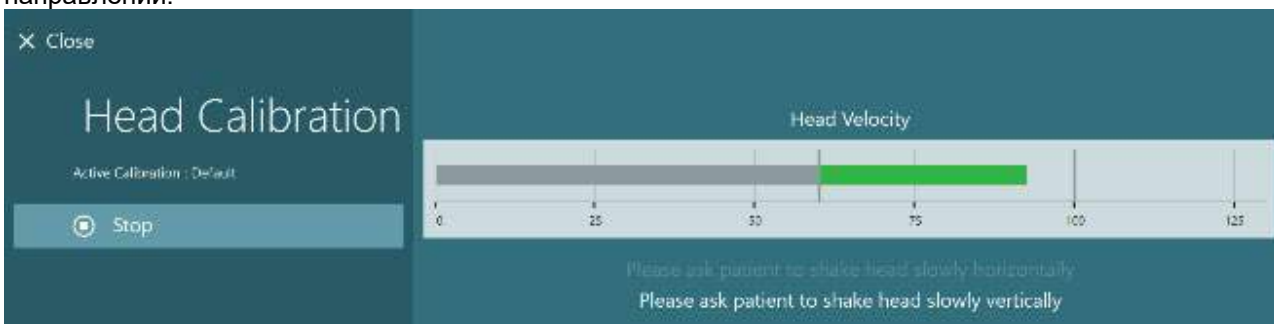 направлении.
Close
Head Calibration
Active Calibration : Default
Stop
Head Velocity
0 25 50 75 100 125
Please ask patient to shake head slowly horizontally
Please ask patient to shake head slowly vertically